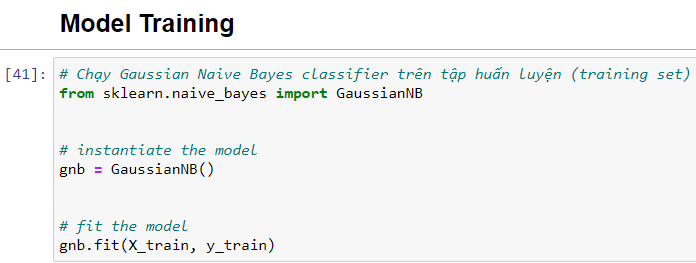 Model Training
[41]: # Chạy Gaussian Naive Bayes classifier trên tập huấn luyện (training set)
from sklearn.naive_bayes import GaussianNB
# instantiate the model
gnb = GaussianNB()
# fit the model
gnb.fit(X_train, y_train)